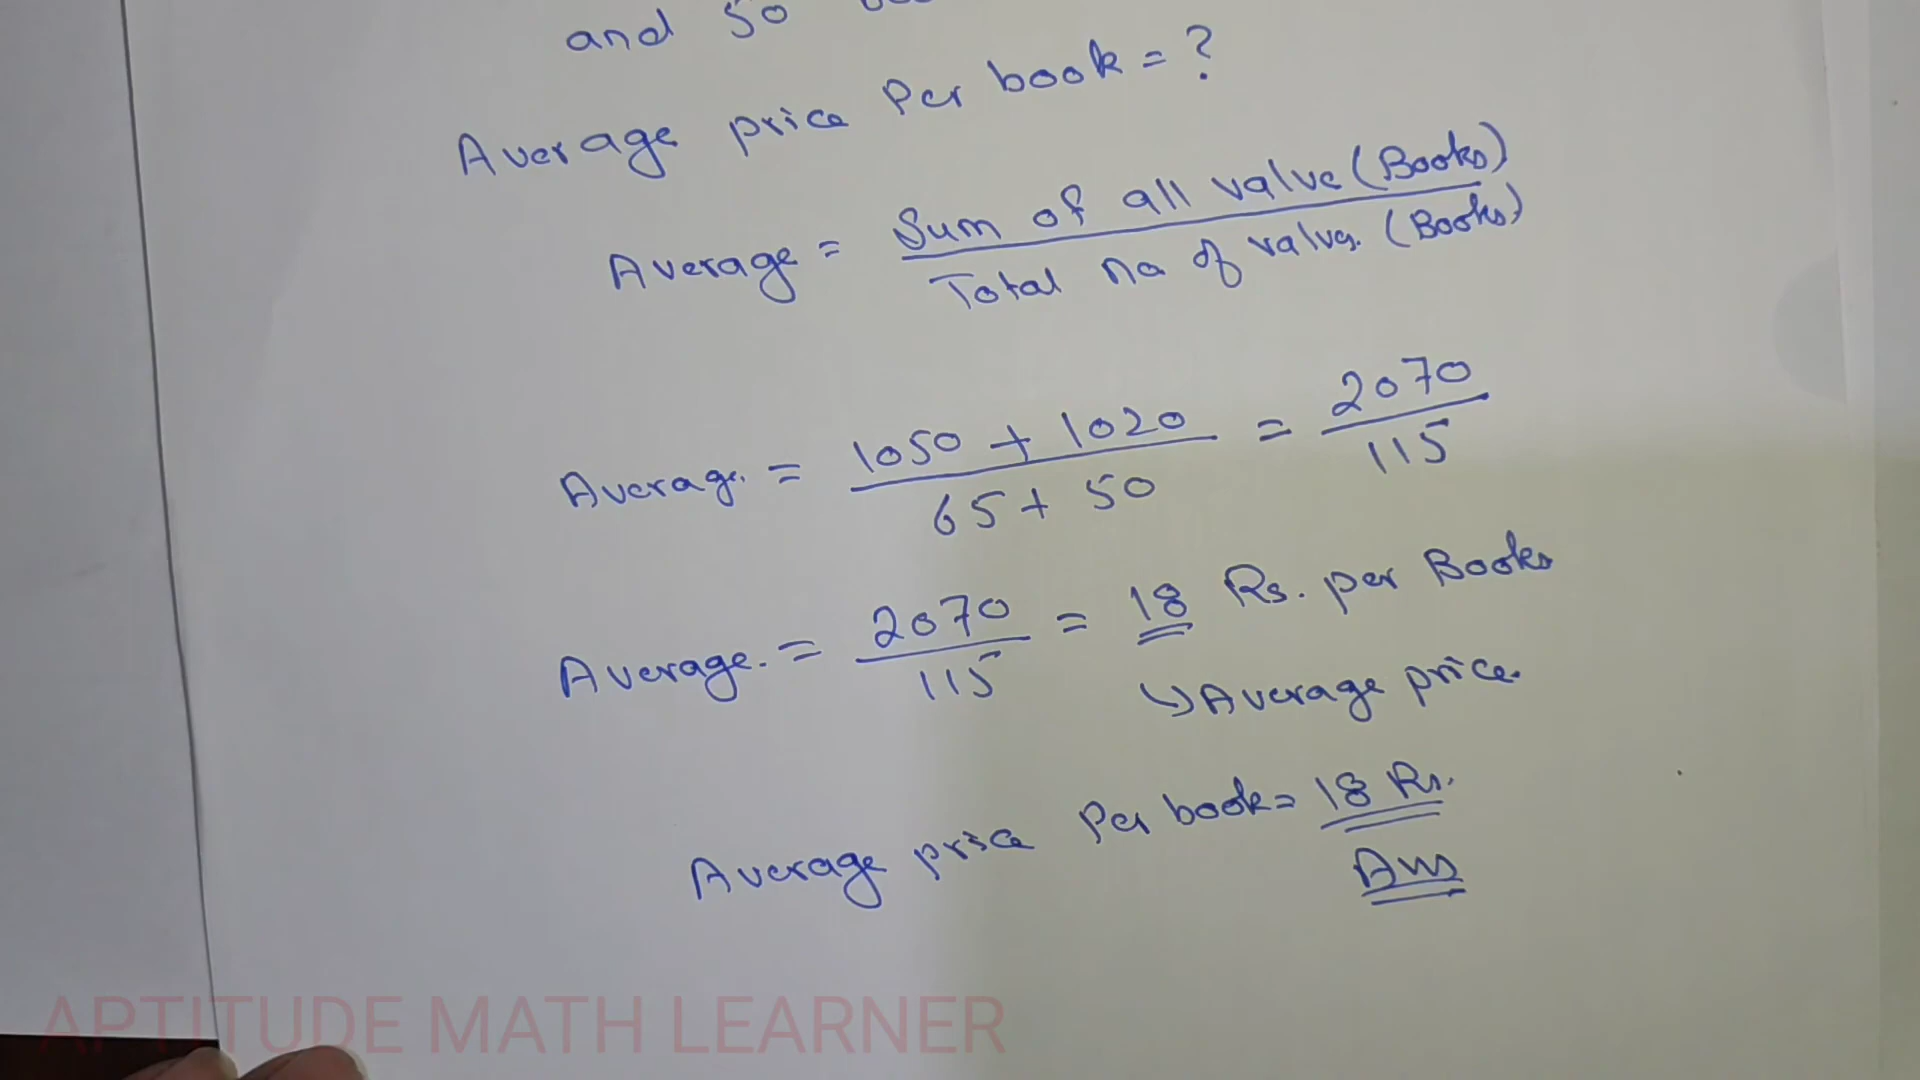 and 50
Average price Per book = ?
Average = Sum of all value (Books)
Total no of values. (Books)
Average = 1050 + 1020 = 2070
65 + 50 115
Average. = 2070 = 18 Rs. per Books
115
↳ Average price.
Average price Per book = 18 Rs.
Ans
APTITUDE MATH LEARNER